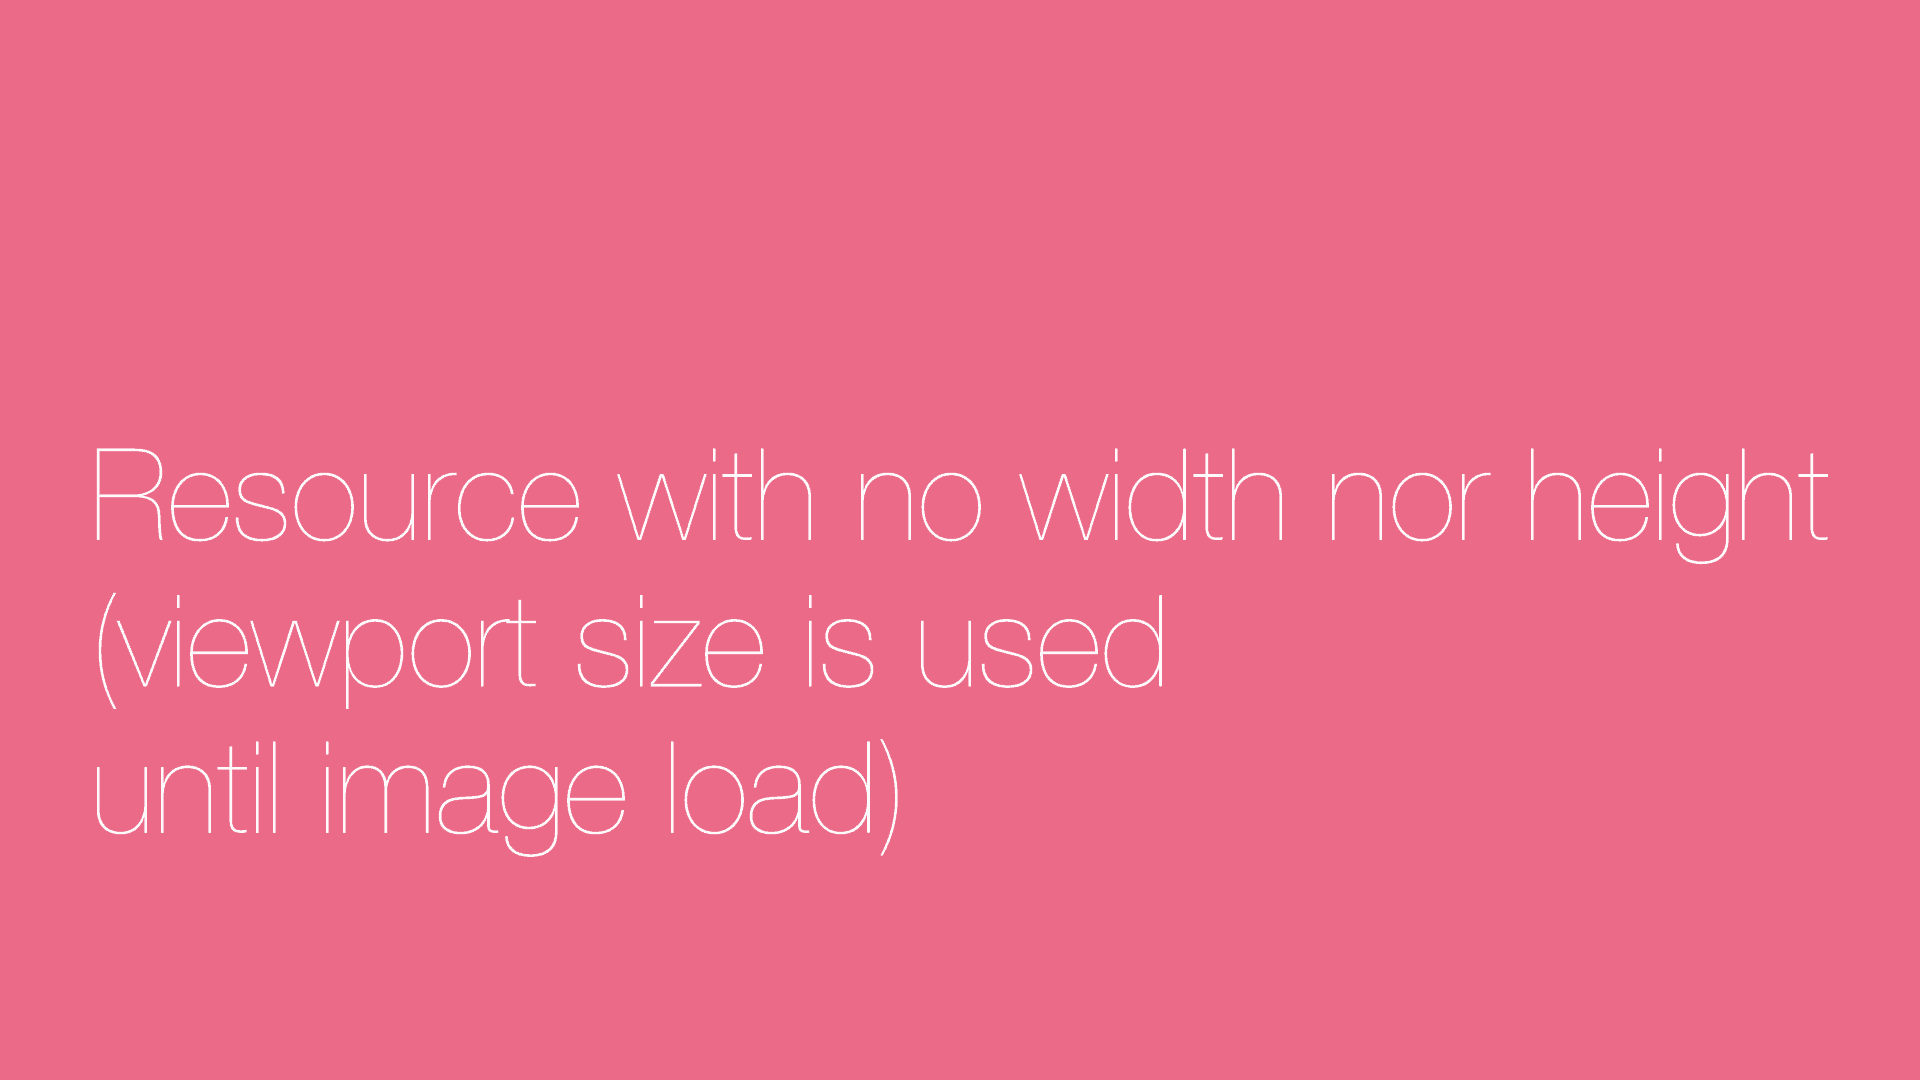 Resource with no width nor height
(viewport size is used
until image load)